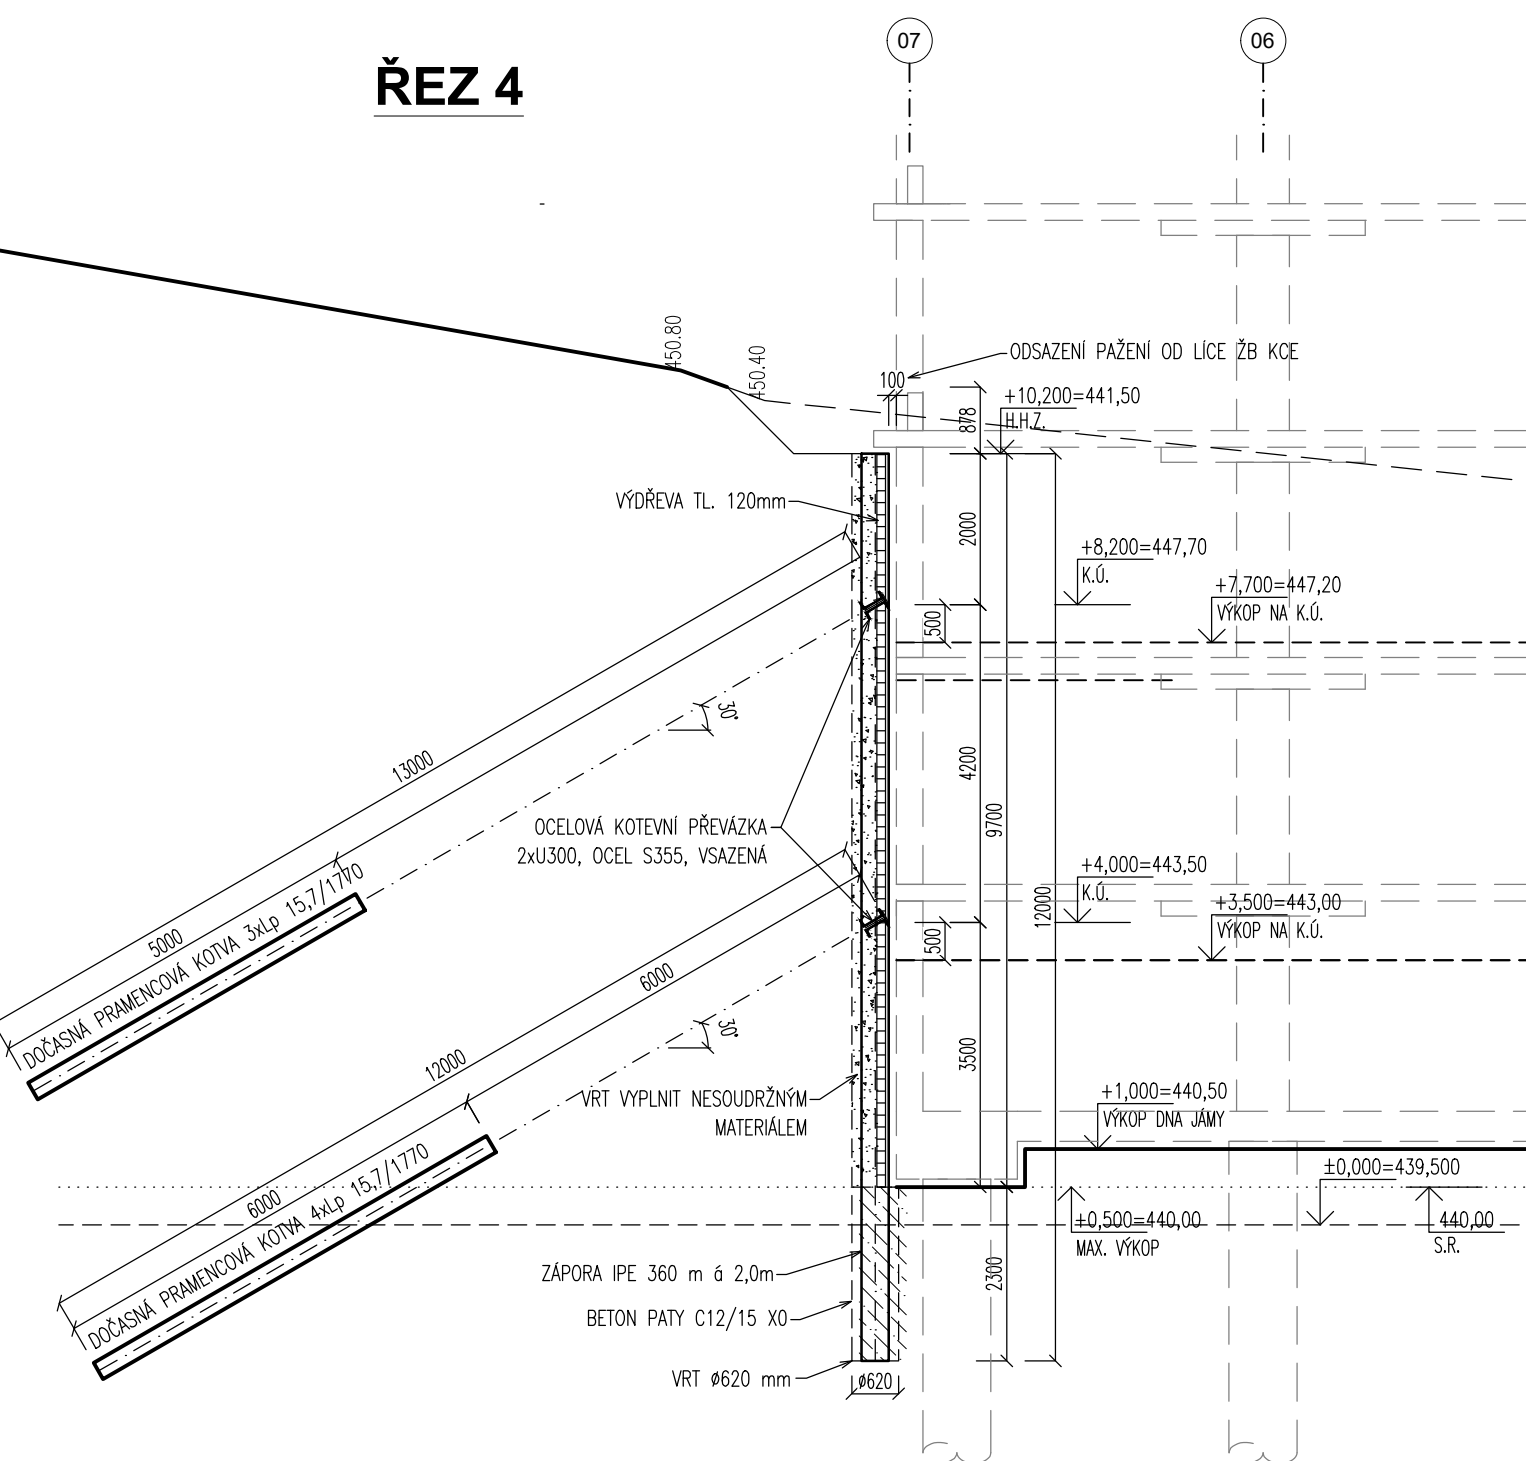 07
06
ŘEZ 4
450.80
450.40
ODSAZENÍ PAŽENÍ OD LÍCE ŽB KCE
100
878
+10,200=441,50
H.H.Z.
VÝDŘEVA TL. 120mm
2000
+8,200=447,70
K.Ú.
+7,700=447,20
VÝKOP NA K.Ú.
500
30°
13000
4200
9700
OCELOVÁ KOTEVNÍ PŘEVÁZKA
2xU300, OCEL S355, VSAZENÁ
+4,000=443,50
K.Ú.
12000
+3,500=443,00
VÝKOP NA K.Ú.
500
5000
DOČASNÁ PRAMENCOVÁ KOTVA 3xLp 15,7/1770
6000
30°
12000
3500
VRT VYPLNIT NESOUDRŽNÝM
MATERIÁLEM
+1,000=440,50
VÝKOP DNA JÁMY
±0,000=439,500
6000
DOČASNÁ PRAMENCOVÁ KOTVA 4xLp 15,7/1770
+0,500=440,00
MAX. VÝKOP
440,00
S.R.
ZÁPORA IPE 360 m á 2,0m
2300
BETON PATY C12/15 X0
VRT ø620 mm
ø620